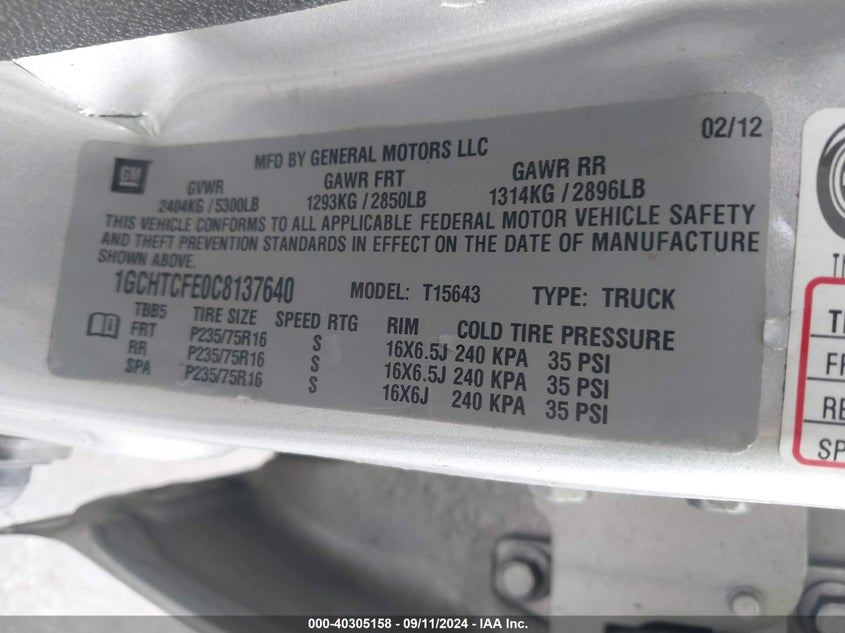 02/12
MFD BY GENERAL MOTORS LLC
GM
GVWR GAWR FRT GAWR RR
2404KG / 5300LB 1293KG / 2850LB 1314KG / 2896LB
THIS VEHICLE CONFORMS TO ALL APPLICABLE FEDERAL MOTOR VEHICLE SAFETY
AND THEFT PREVENTION STANDARDS IN EFFECT ON THE DATE OF MANUFACTURE
SHOWN ABOVE.
1GCHTCFE0C8137640 MODEL: T15643 TYPE: TRUCK
TBB5 TIRE SIZE SPEED RTG RIM COLD TIRE PRESSURE
FRT P235/75R16 S 16X6.5J 240 KPA 35 PSI
RR P235/75R16 S 16X6.5J 240 KPA 35 PSI
SPA P235/75R16 S 16X6J 240 KPA 35 PSI
000-40305158 - 09/11/2024 - IAA Inc.